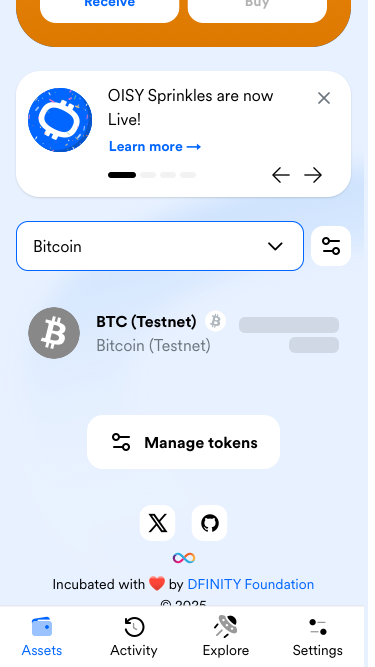 Receive
Buy
OISY Sprinkles are now
Live!
Learn more →
Bitcoin
BTC (Testnet)
Bitcoin (Testnet)
Manage tokens
Incubated with ❤️ by DFINITY Foundation
© 2025
Assets
Activity
Explore
Settings